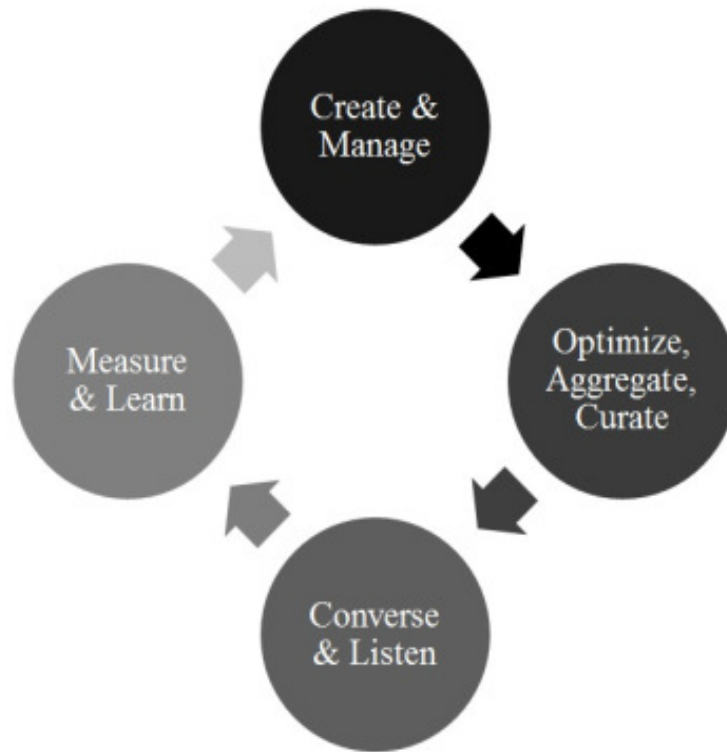 Create &
Manage
Optimize,
Aggregate,
Curate
Converse
& Listen
Measure
& Learn